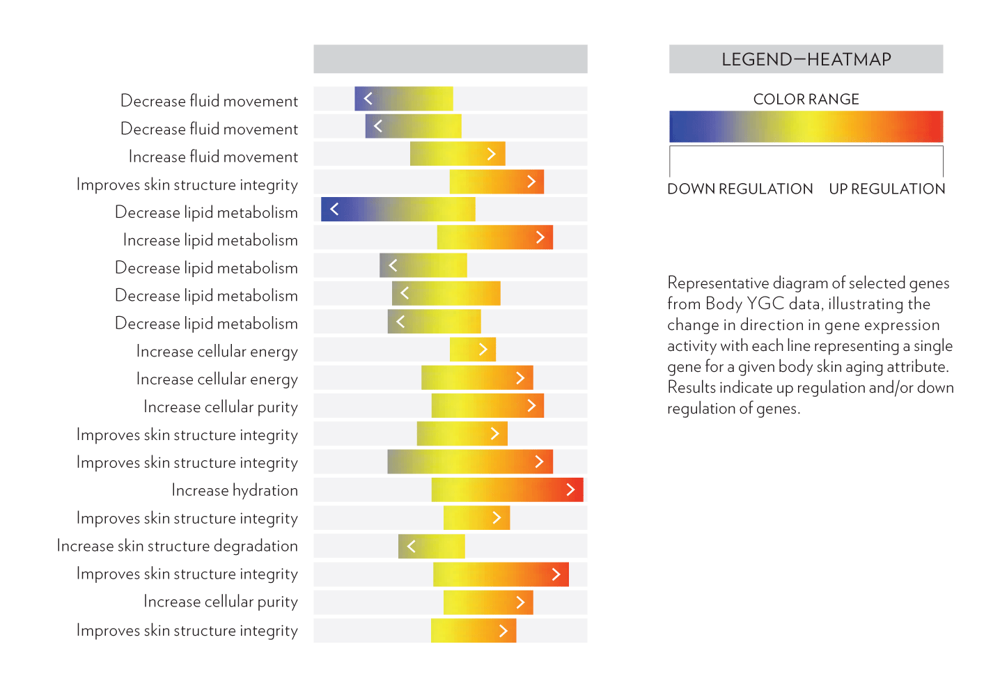 Decrease fluid movement
Decrease fluid movement
Increase fluid movement
Improves skin structure integrity
Decrease lipid metabolism
Increase lipid metabolism
Decrease lipid metabolism
Decrease lipid metabolism
Decrease lipid metabolism
Increase cellular energy
Increase cellular energy
Increase cellular purity
Improves skin structure integrity
Improves skin structure integrity
Increase hydration
Improves skin structure integrity
Increase skin structure degradation
Improves skin structure integrity
Increase cellular purity
Improves skin structure integrity
LEGEND—HEATMAP
COLOR RANGE
DOWN REGULATION UP REGULATION
Representative diagram of selected genes
from Body YGC data, illustrating the
change in direction in gene expression
activity with each line representing a single
gene for a given body skin aging attribute.
Results indicate up regulation and/or down
regulation of genes.